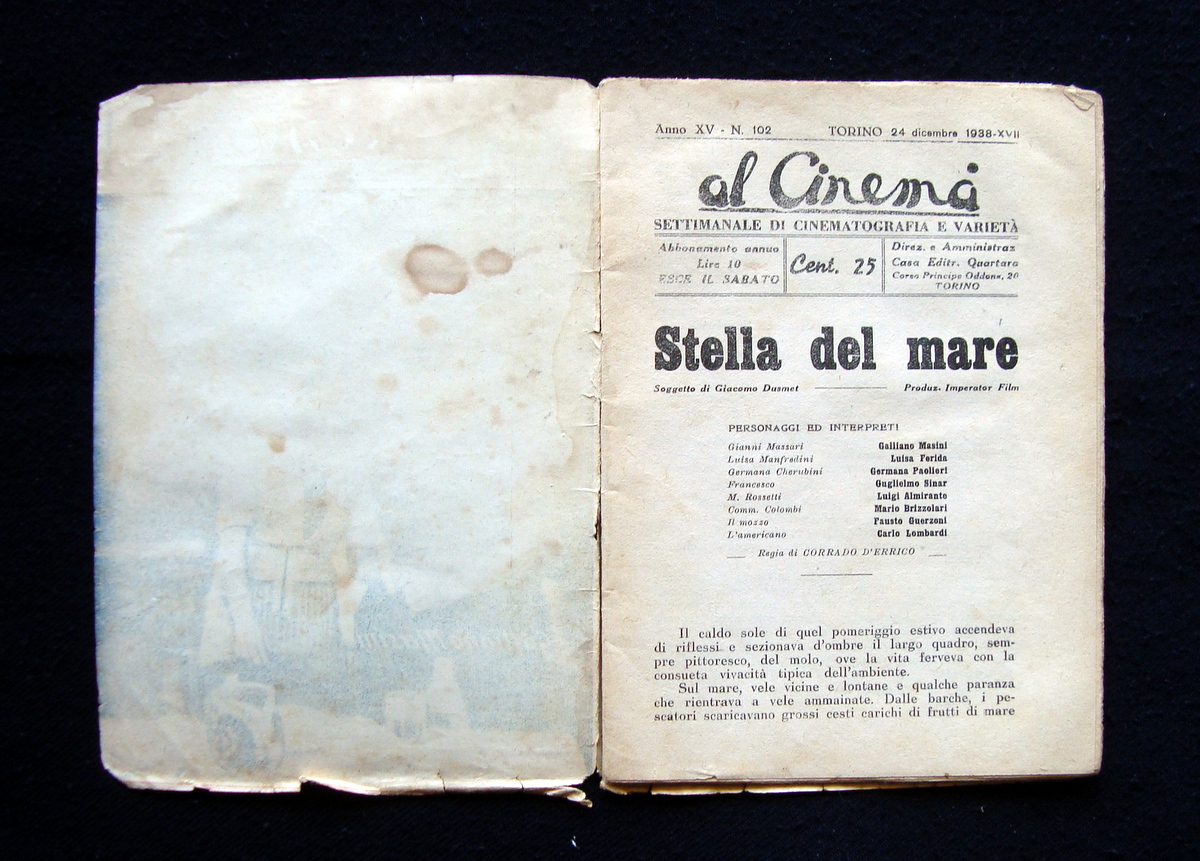 Anno XV - N. 102 TORINO 24 dicembre 1938-XVII
al Cinemà
SETTIMANALE DI CINEMATOGRAFIA E VARIETÀ
Abbonamento annuo
Lire 10
ESCE IL SABATO
Cent. 25
Direz. e Amministraz
Casa Editr. Quartara
Corso Principe Oddone, 20
TORINO
Stella del mare
Soggetto di Giacomo Dusmet Produz. Imperator Film
PERSONAGGI ED INTERPRETI
Gianni Massari Galliano Masini
Luisa Manfredini Luisa Ferida
Germana Cherubini Germana Paolieri
Francesco Guglielmo Sinar
M. Rossetti Luigi Almirante
Comm. Colombi Mario Brizzolari
Il mozzo Fausto Guerzoni
L'americano Carlo Lombardi
Regia di CORRADO D'ERRICO
Il caldo sole di quel pomeriggio estivo accendeva
di riflessi e sezionava d'ombre il largo quadro, sem-
pre pittoresco, del molo, ove la vita ferveva con la
consueta vivacità tipica dell'ambiente.
Sul mare, vele vicine e lontane e qualche paranza
che rientrava a vele ammainate. Dalle barche, i pe-
scatori scaricavano grossi cesti carichi di frutti di mare